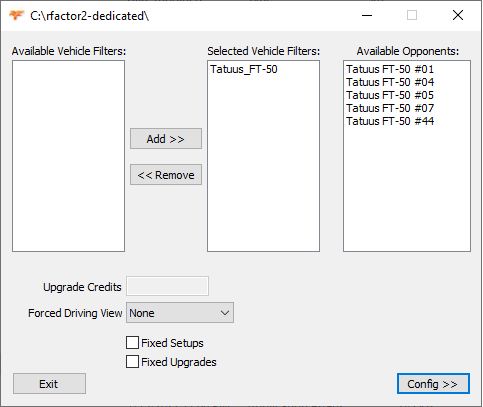 C:\rfactor2-dedicated\
Available Vehicle Filters:
Selected Vehicle Filters:
Available Opponents:
Tatuus_FT-50
Tatuus FT-50 #01
Tatuus FT-50 #04
Tatuus FT-50 #05
Tatuus FT-50 #07
Tatuus FT-50 #44
Add >>
<< Remove
Upgrade Credits
Forced Driving View
None
Fixed Setups
Fixed Upgrades
Exit
Config >>